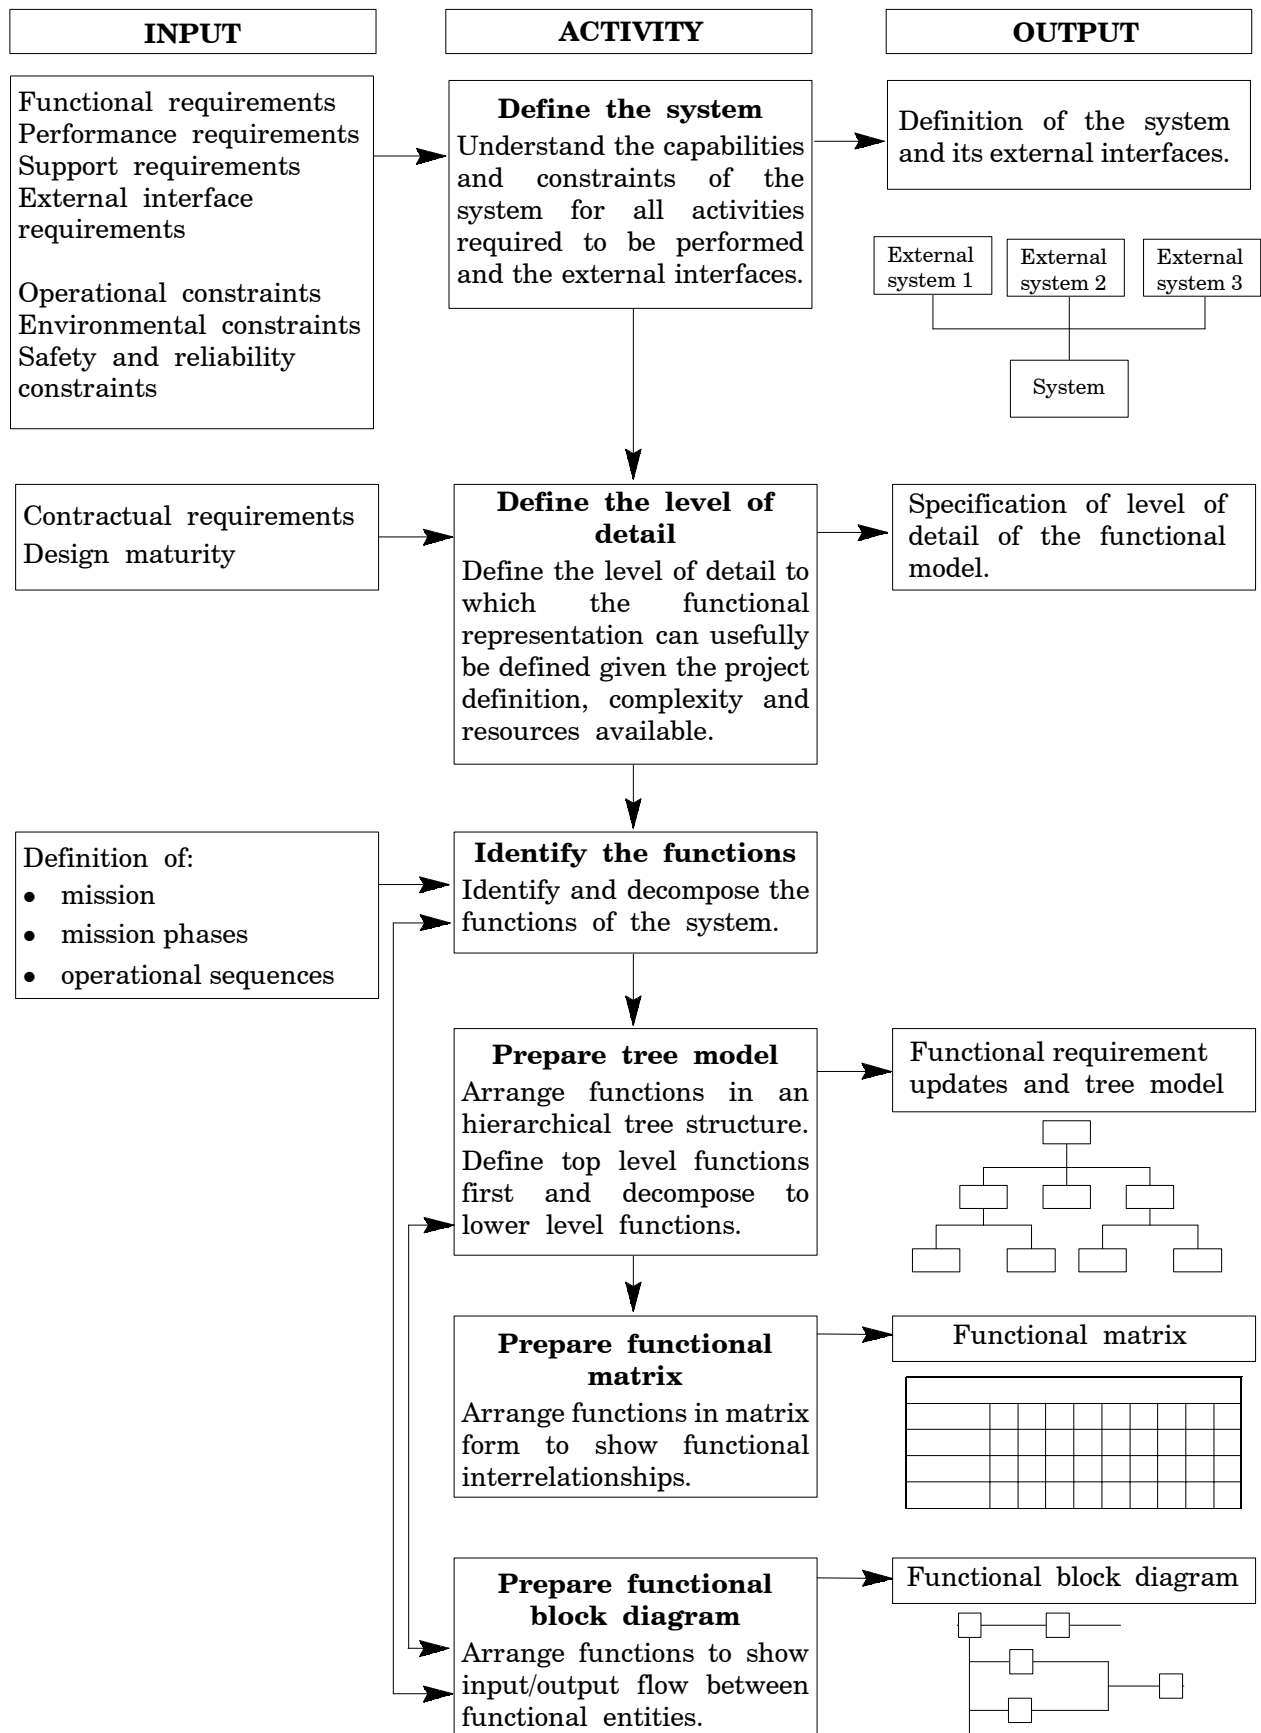 INPUT
ACTIVITY
OUTPUT
Functional requirements
Performance requirements
Support requirements
External interface
requirements
Operational constraints
Environmental constraints
Safety and reliability
constraints
Define the system
Understand the capabilities
and constraints of the
system for all activities
required to be performed
and the external interfaces.
Definition of the system
and its external interfaces.
External
system 1
External
system 2
External
system 3
System
Contractual requirements
Design maturity
Define the level of
detail
Define the level of detail to
which the functional
representation can usefully
be defined given the project
definition, complexity and
resources available.
Specification of level of
detail of the functional
model.
Definition of:
• mission
• mission phases
• operational sequences
Identify the functions
Identify and decompose the
functions of the system.
Prepare tree model
Arrange functions in an
hierarchical tree structure.
Define top level functions
first and decompose to
lower level functions.
Functional requirement
updates and tree model
Prepare functional
matrix
Arrange functions in matrix
form to show functional
interrelationships.
Functional matrix
Prepare functional
block diagram
Arrange functions to show
input/output flow between
functional entities.
Functional block diagram